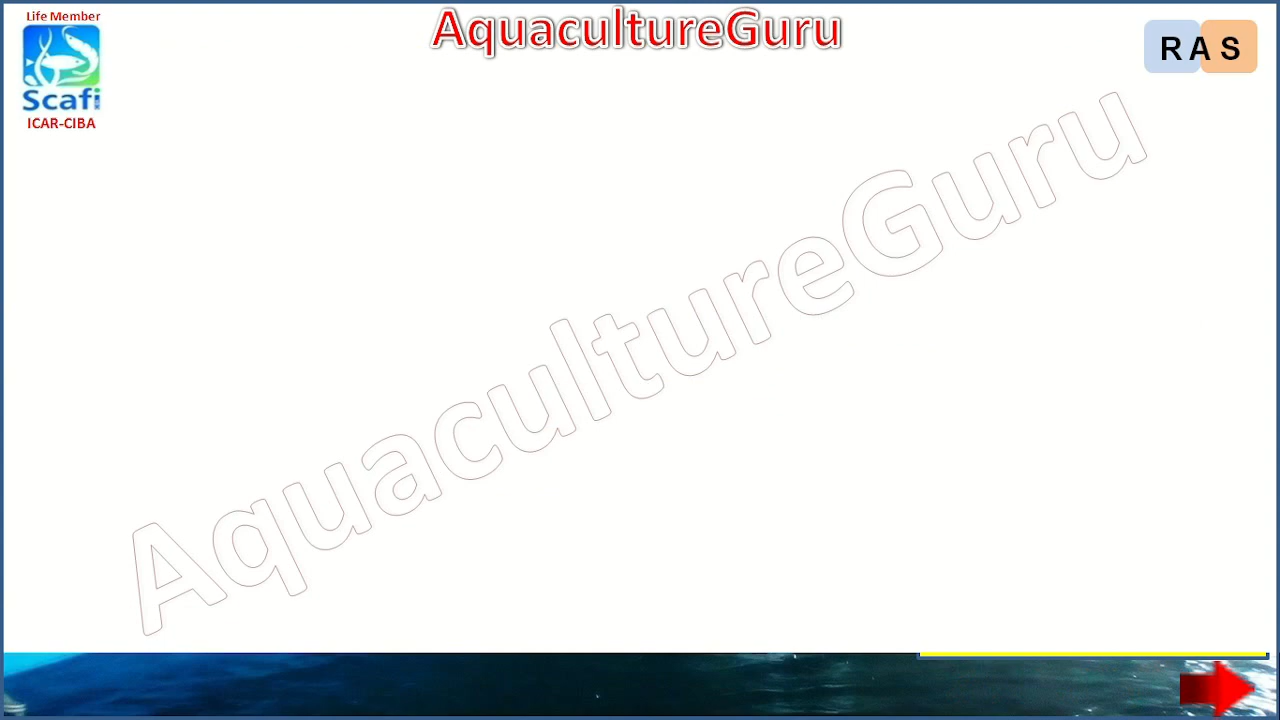 Life Member
AquacultureGuru
R A S
Scafi
ICAR-CIBA
AquacultureGuru